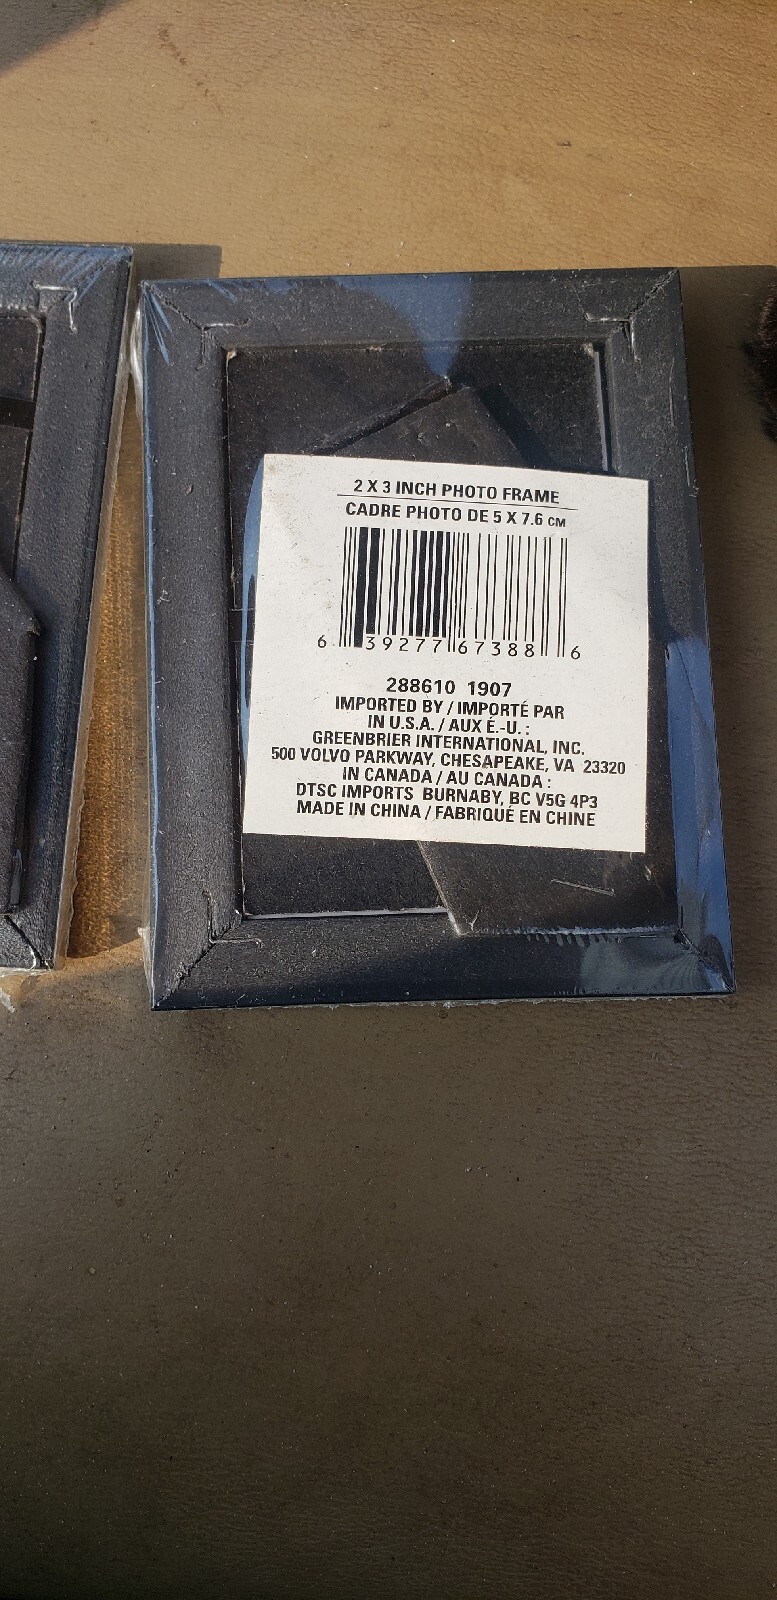 2 X 3 INCH PHOTO FRAME
CADRE PHOTO DE 5 X 7.6 CM
6 39277 67388 6
288610 1907
IMPORTED BY / IMPORTÉ PAR
IN U.S.A. / AUX É.-U. :
GREENBRIER INTERNATIONAL, INC.
500 VOLVO PARKWAY, CHESAPEAKE, VA 23320
IN CANADA / AU CANADA :
DTSC IMPORTS BURNABY, BC V5G 4P3
MADE IN CHINA / FABRIQUÉ EN CHINE